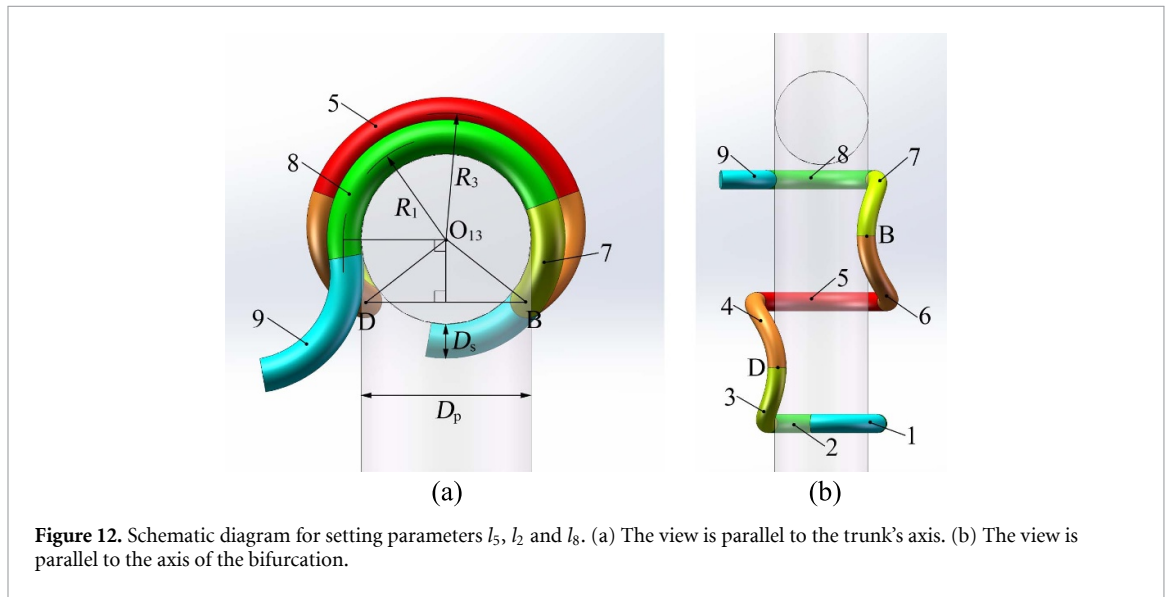 5
8
R3
R1
O13
7
9
D
B
Ds
Dp
(a)
9
8
7
B
5
4
6
D
3
2
1
(b)
Figure 12. Schematic diagram for setting parameters l5, l2 and l8. (a) The view is parallel to the trunk's axis. (b) The view is
parallel to the axis of the bifurcation.